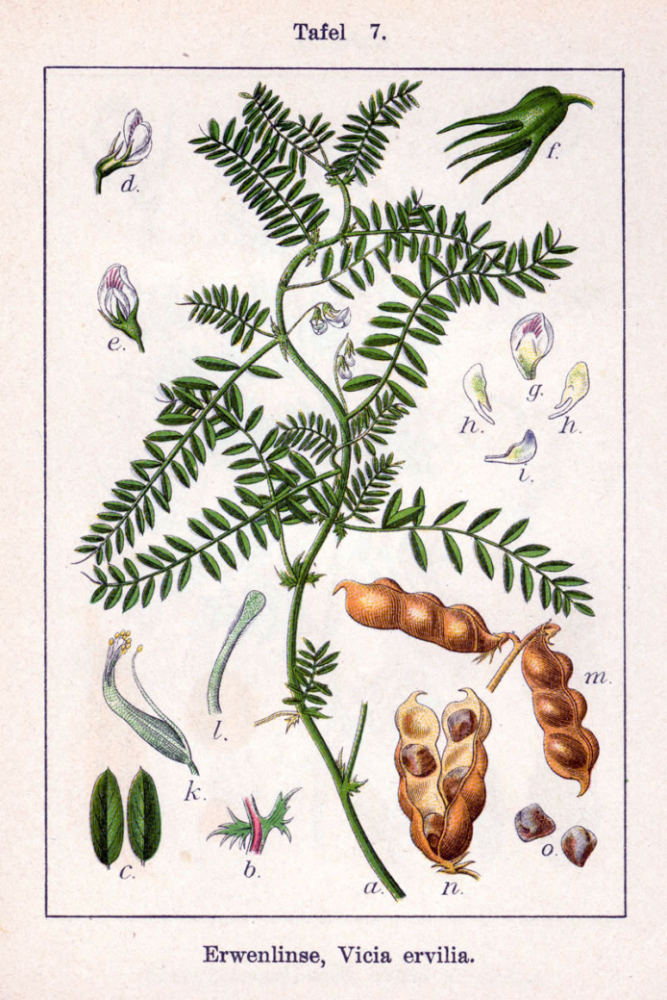 Tafel 7.
d.
f.
e.
g.
h.
h.
i.
m.
l.
k.
o.
c.
b.
a.
n.
Erwenlinse, Vicia ervilia.